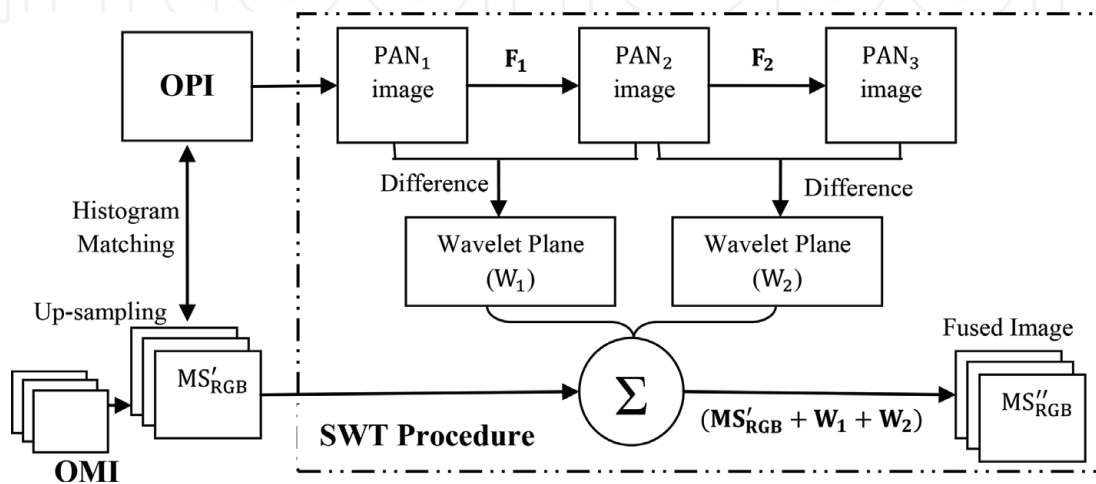 OPI
PAN₁
image
F₁
PAN₂
image
F₂
PAN₃
image
Difference
Difference
Histogram
Matching
Wavelet Plane
(W₁)
Wavelet Plane
(W₂)
Up-sampling
Fused Image
MS′RGB
Σ
(MS′RGB + W₁ + W₂)
MS′′RGB
SWT Procedure
OMI